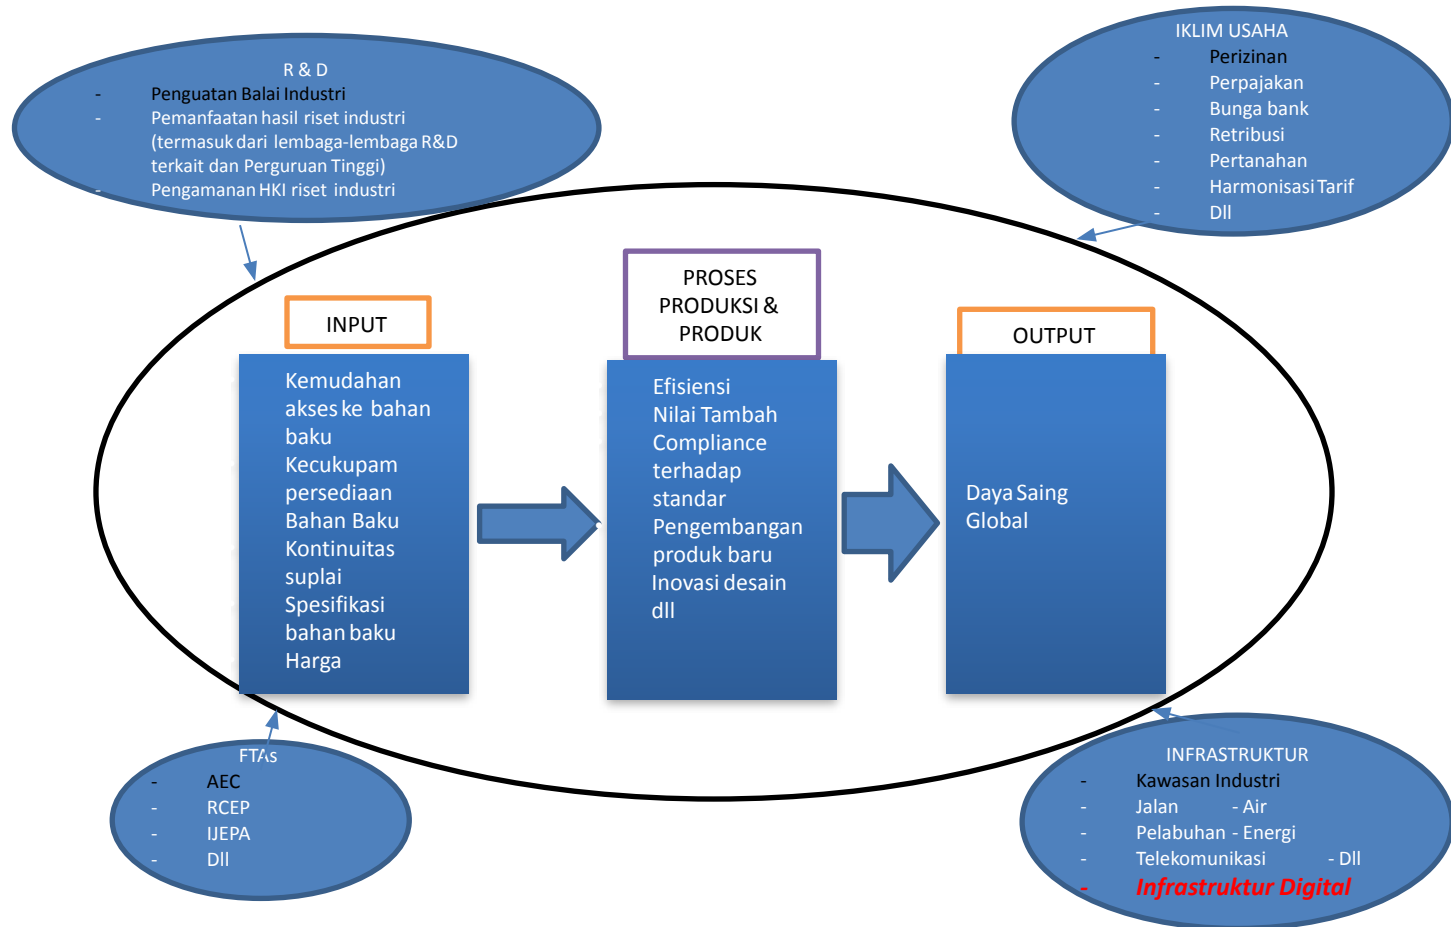 R & D
- Penguatan Balai Industri
- Pemanfaatan hasil riset industri
(termasuk dari lembaga-lembaga R&D
terkait dan Perguruan Tinggi)
- Pengamanan HKI riset industri
IKLIM USAHA
- Perizinan
- Perpajakan
- Bunga bank
- Retribusi
- Pertanahan
- Harmonisasi Tarif
- Dll
INPUT
Kemudahan
akses ke bahan
baku
Kecukupam
persediaan
Bahan Baku
Kontinuitas
suplai
Spesifikasi
bahan baku
Harga
PROSES
PRODUKSI &
PRODUK
Efisiensi
Nilai Tambah
Compliance
terhadap
standar
Pengembangan
produk baru
Inovasi desain
dll
OUTPUT
Daya Saing
Global
FTAs
- AEC
- RCEP
- IJEPA
- Dll
INFRASTRUKTUR
- Kawasan Industri
- Jalan - Air
- Pelabuhan - Energi
- Telekomunikasi - Dll
- Infrastruktur Digital